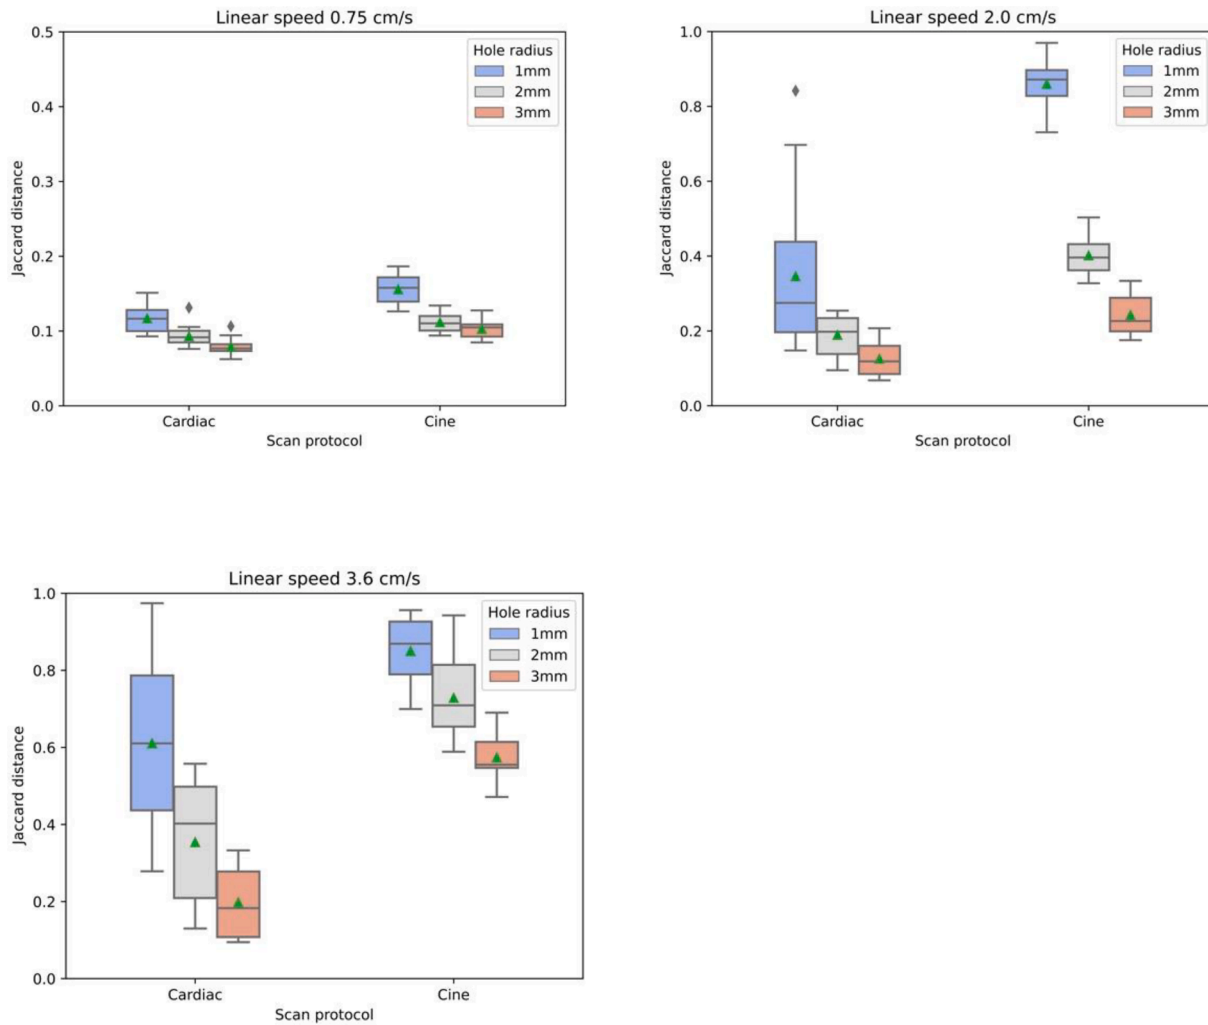 Linear speed 0.75 cm/s
0.5
0.4
0.3
0.2
0.1
0.0
Jaccard distance
Hole radius
1mm
2mm
3mm
Cardiac
Cine
Scan protocol
Linear speed 2.0 cm/s
1.0
0.8
0.6
0.4
0.2
0.0
Jaccard distance
Hole radius
1mm
2mm
3mm
Cardiac
Cine
Scan protocol
Linear speed 3.6 cm/s
1.0
0.8
0.6
0.4
0.2
0.0
Jaccard distance
Hole radius
1mm
2mm
3mm
Cardiac
Cine
Scan protocol